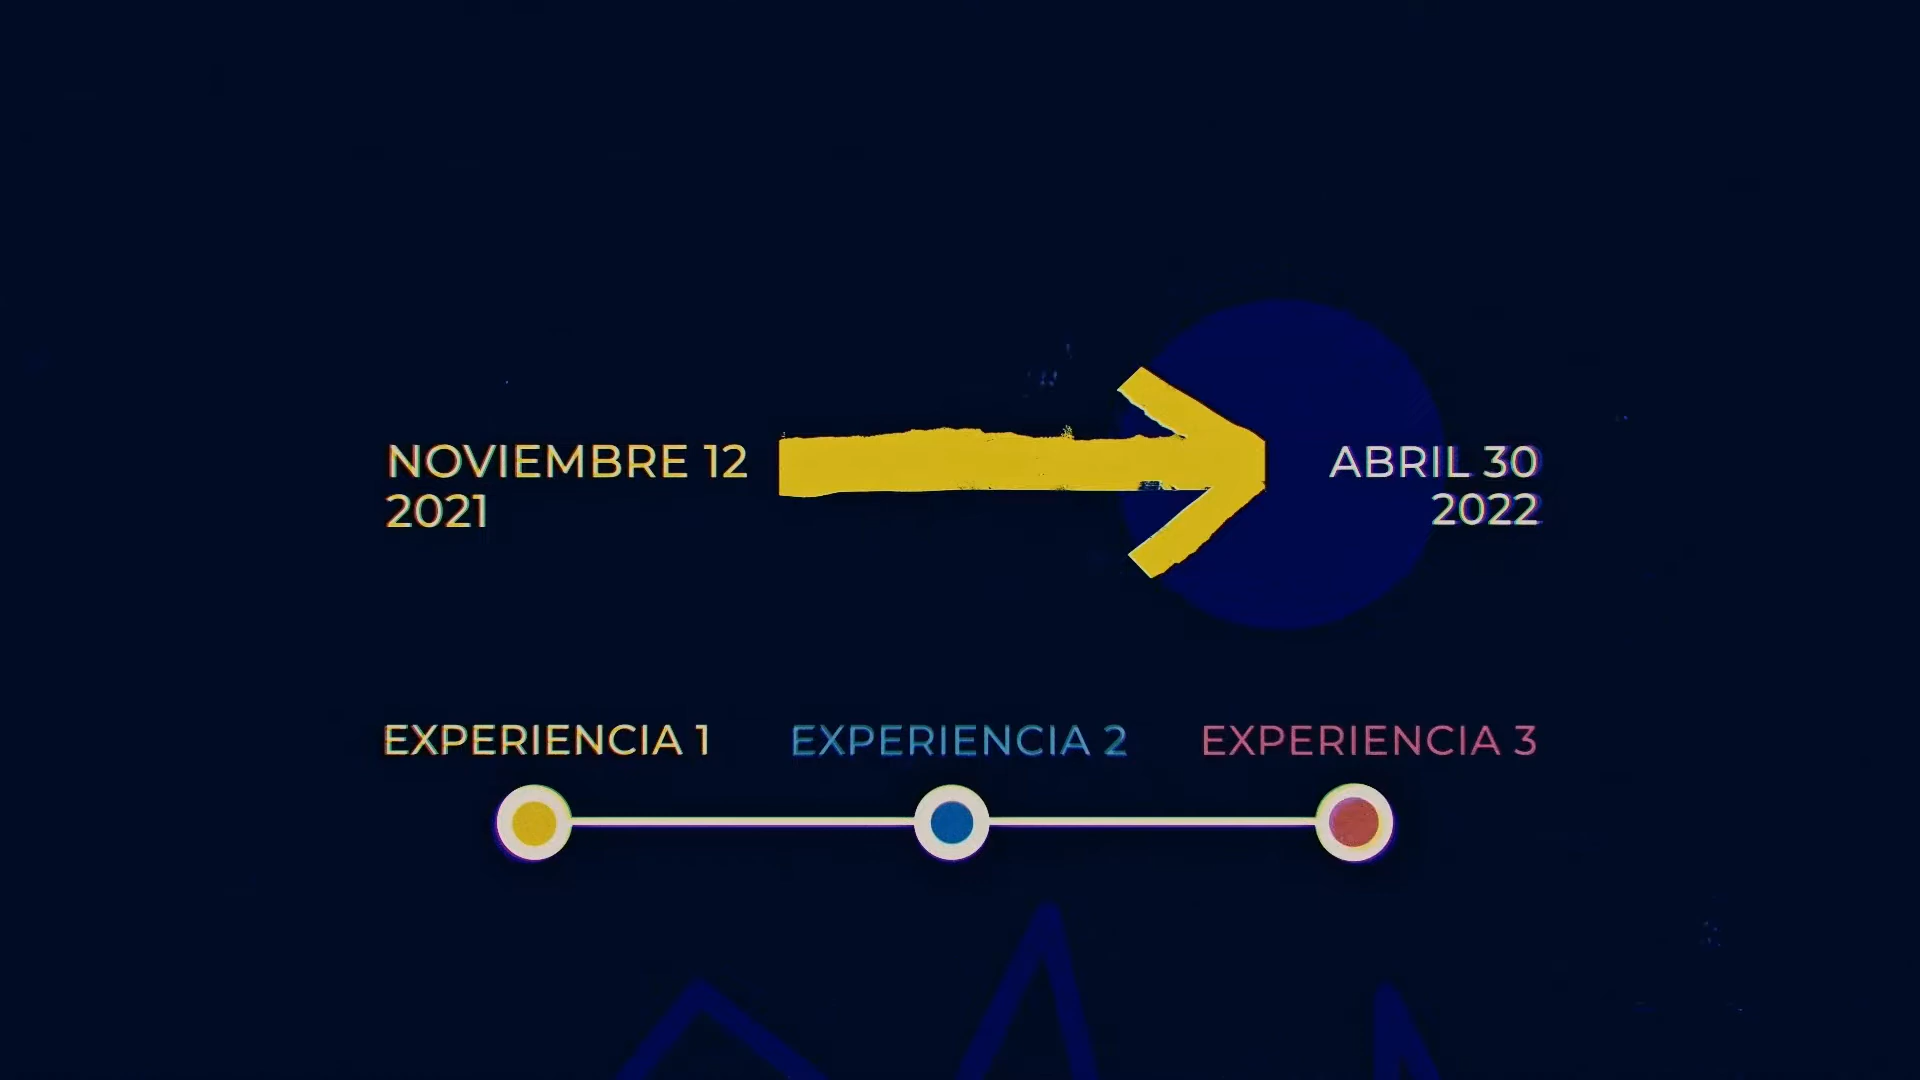 NOVIEMBRE 12
2021
ABRIL 30
2022
EXPERIENCIA 1
EXPERIENCIA 2
EXPERIENCIA 3